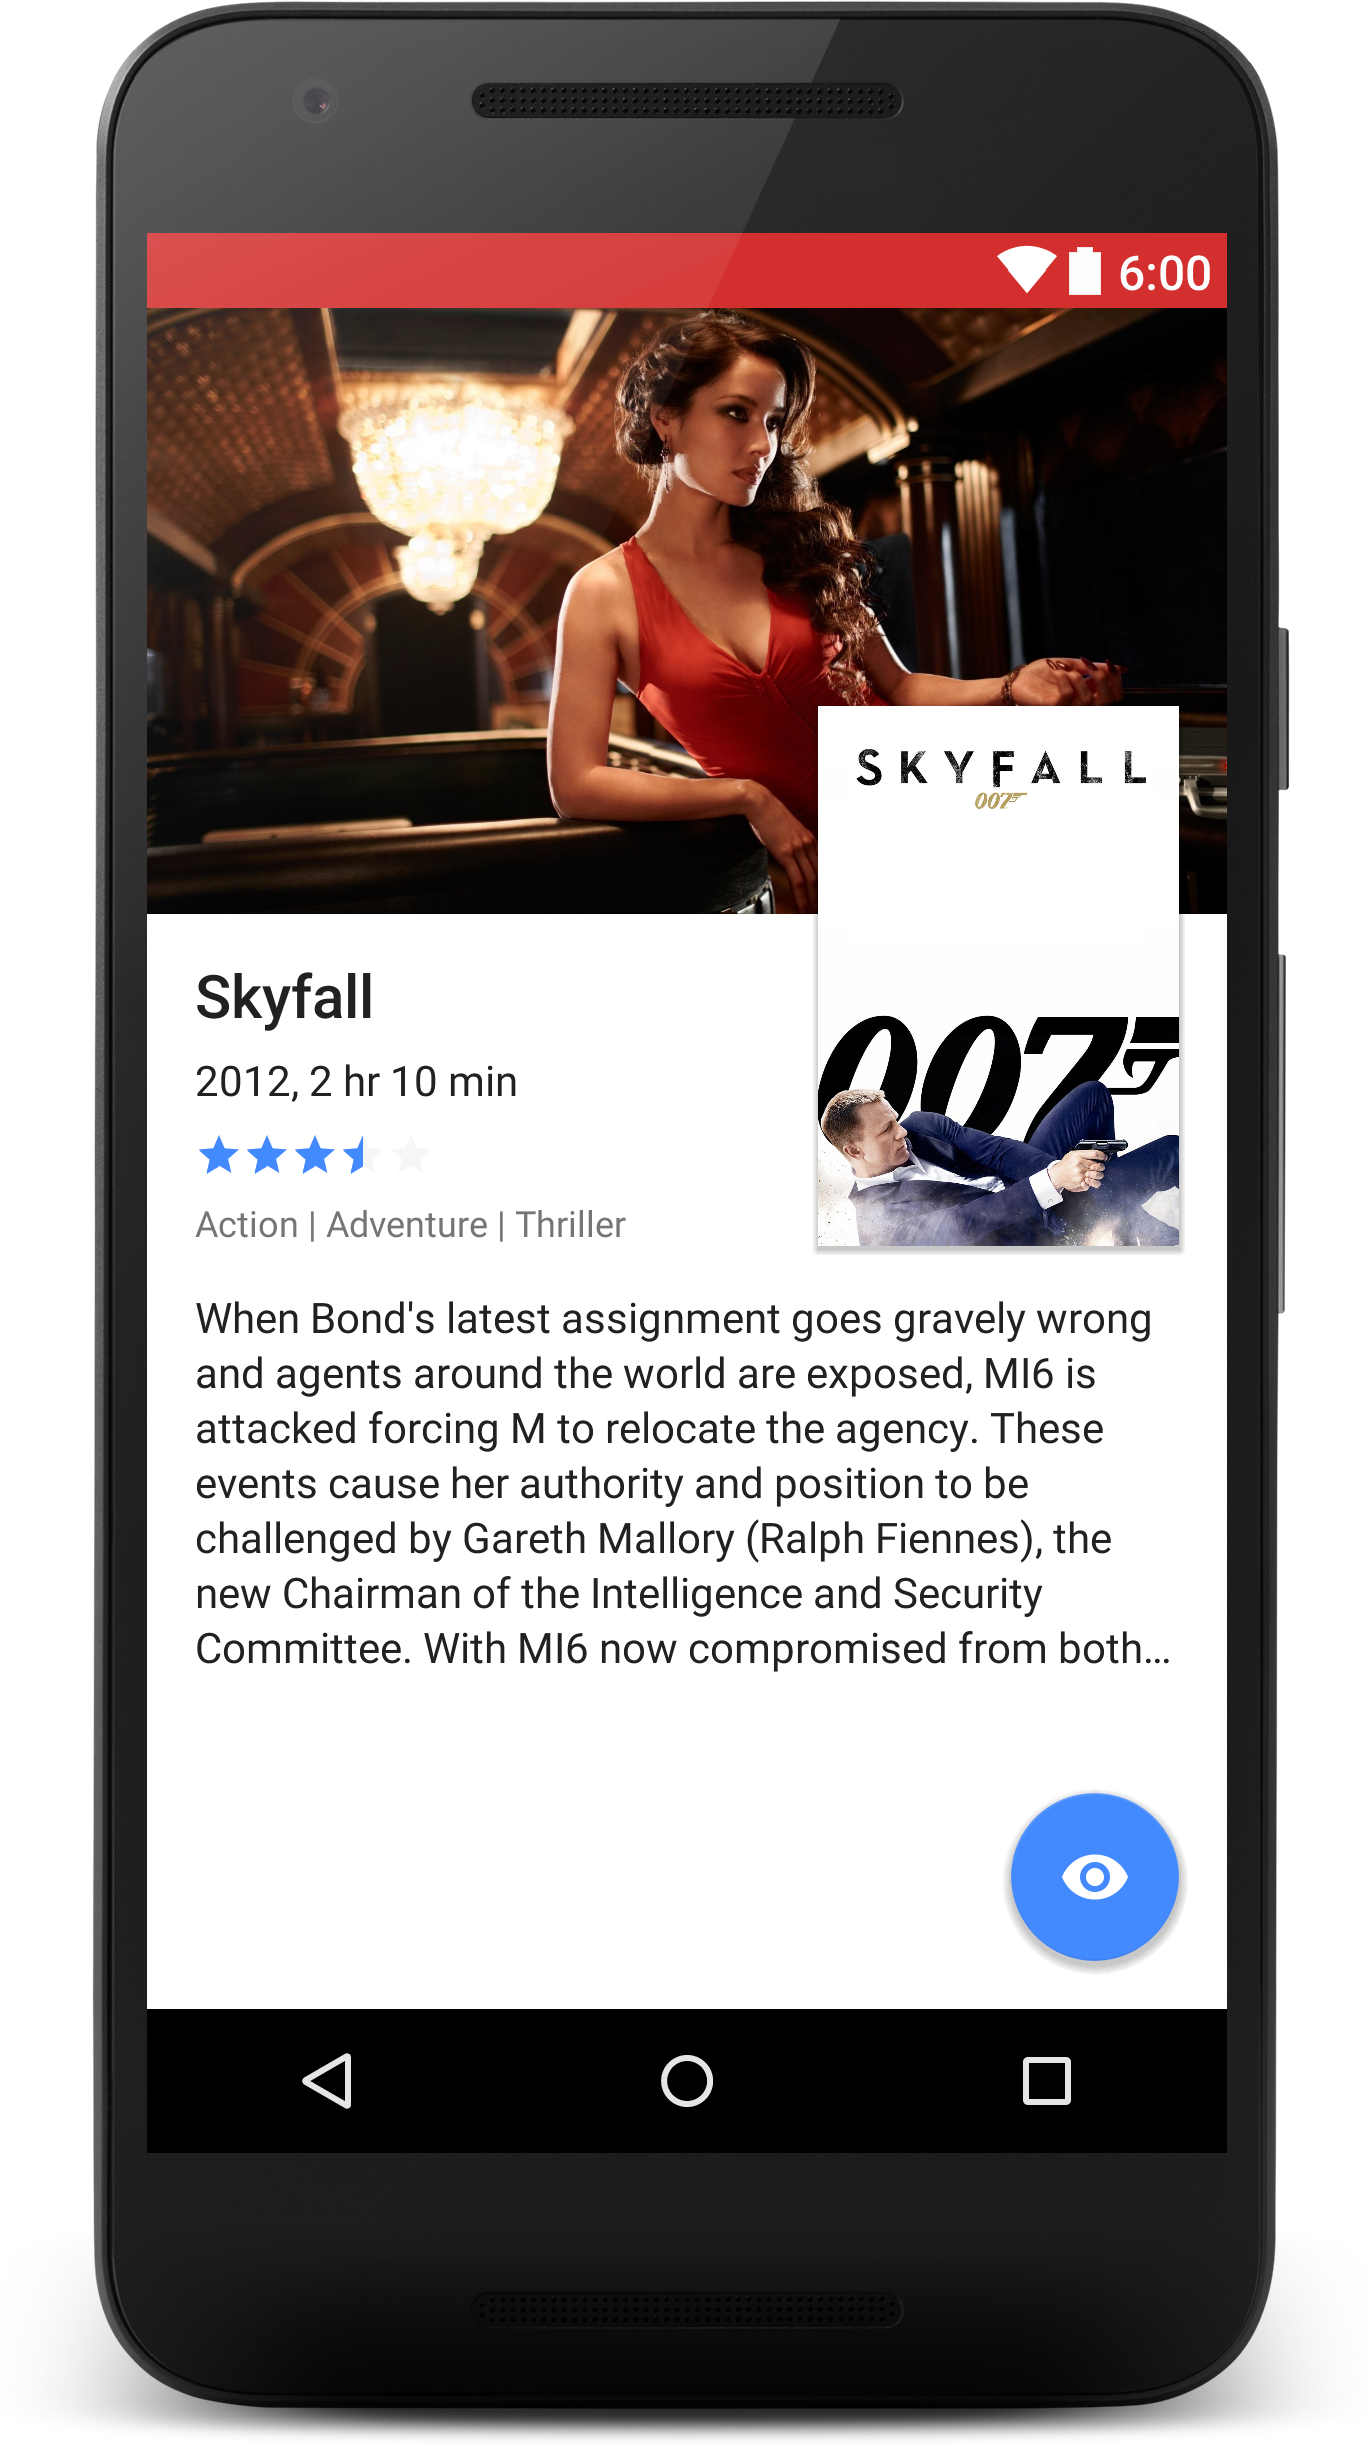 6:00
SKYFALL
007
007
Skyfall
2012, 2 hr 10 min
Action | Adventure | Thriller
When Bond's latest assignment goes gravely wrong
and agents around the world are exposed, MI6 is
attacked forcing M to relocate the agency. These
events cause her authority and position to be
challenged by Gareth Mallory (Ralph Fiennes), the
new Chairman of the Intelligence and Security
Committee. With MI6 now compromised from both…